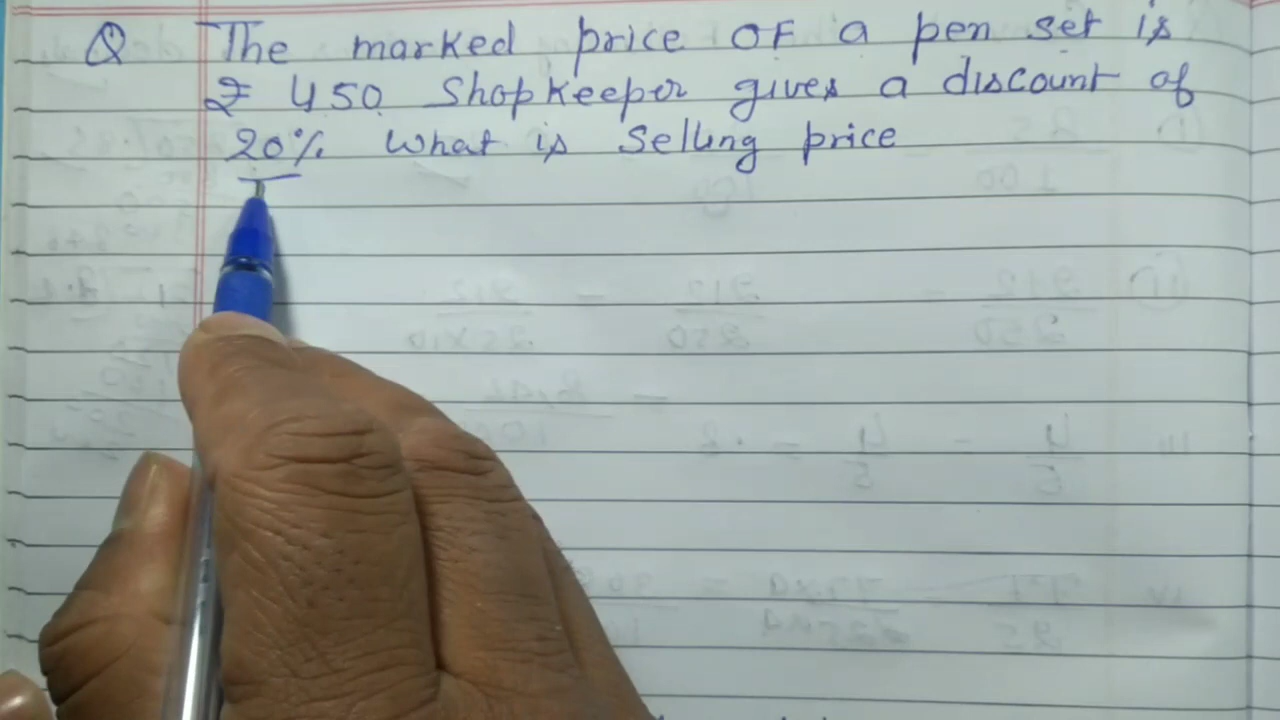 Q The marked price OF a pen set is
₹ 450 Shopkeeper gives a discount of
20% What is Selling price